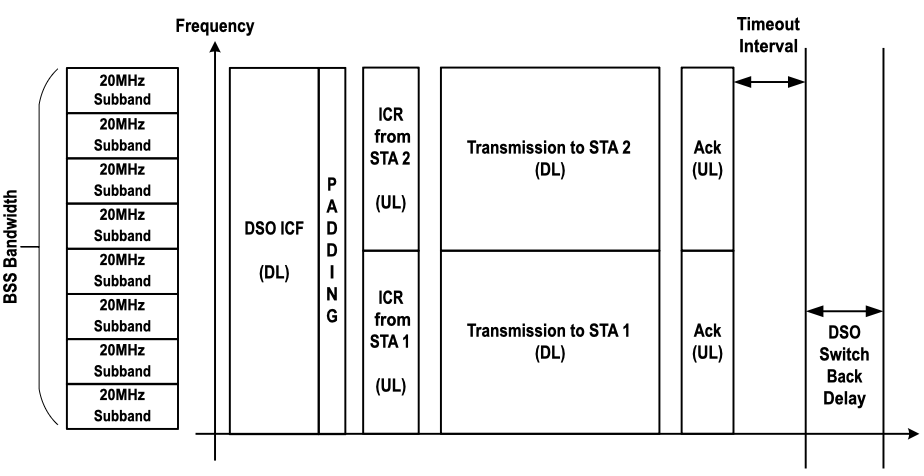 Frequency
Timeout
Interval
BSS Bandwidth
20MHz
Subband
20MHz
Subband
20MHz
Subband
20MHz
Subband
20MHz
Subband
20MHz
Subband
20MHz
Subband
20MHz
Subband
DSO ICF
(DL)
PADDING
ICR
from
STA 2
(UL)
ICR
from
STA 1
(UL)
Transmission to STA 2
(DL)
Transmission to STA 1
(DL)
Ack
(UL)
Ack
(UL)
DSO
Switch
Back
Delay